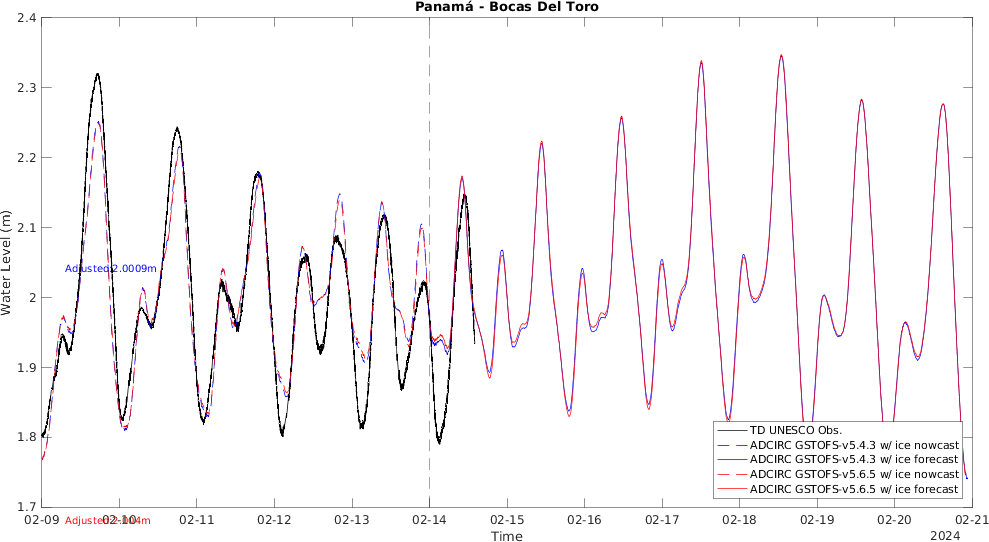 Panamá - Bocas Del Toro
2.4
2.3
2.2
2.1
2
1.9
1.8
1.7
Water Level (m)
Adjusted:2.0009m
TD UNESCO Obs.
ADCIRC GSTOFS-v5.4.3 w/ ice nowcast
ADCIRC GSTOFS-v5.4.3 w/ ice forecast
ADCIRC GSTOFS-v5.6.5 w/ ice nowcast
ADCIRC GSTOFS-v5.6.5 w/ ice forecast
02-09 02-10 02-11 02-12 02-13 02-14 02-15 02-16 02-17 02-18 02-19 02-20 02-21
Time
2024